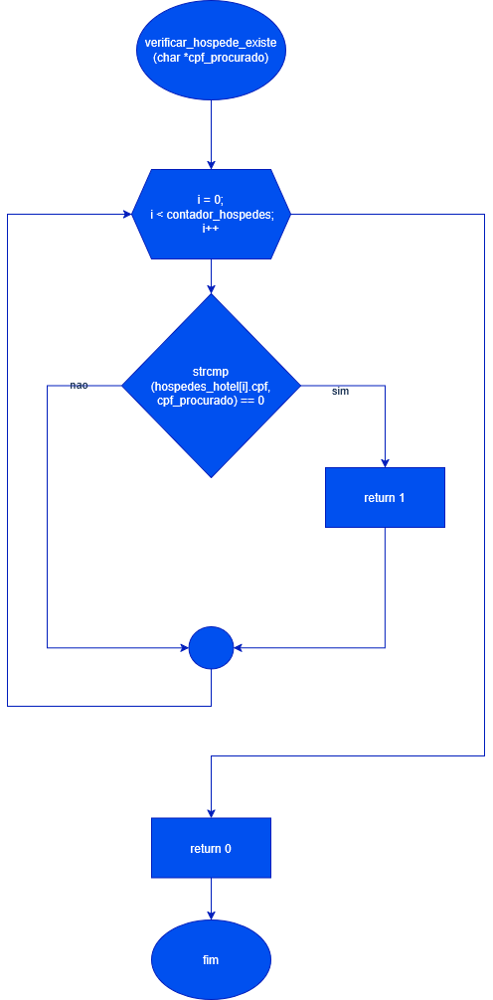 verificar_hospede_existe
(char *cpf_procurado)
i = 0;
i < contador_hospedes;
i++
strcmp
(hospedes_hotel[i].cpf,
cpf_procurado) == 0
nao
sim
return 1
return 0
fim